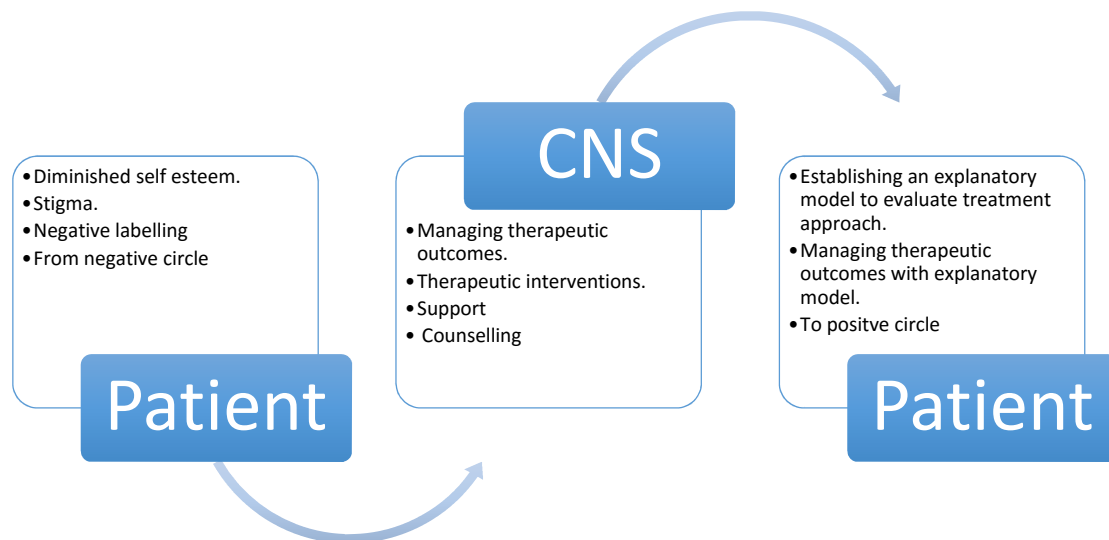 •Diminished self esteem.
•Stigma.
•Negative labelling
•From negative circle
Patient
CNS
•Managing therapeutic
outcomes.
•Therapeutic interventions.
•Support
• Counselling
•Establishing an explanatory
model to evaluate treatment
approach.
•Managing therapeutic
outcomes with explanatory
model.
•To positve circle
Patient